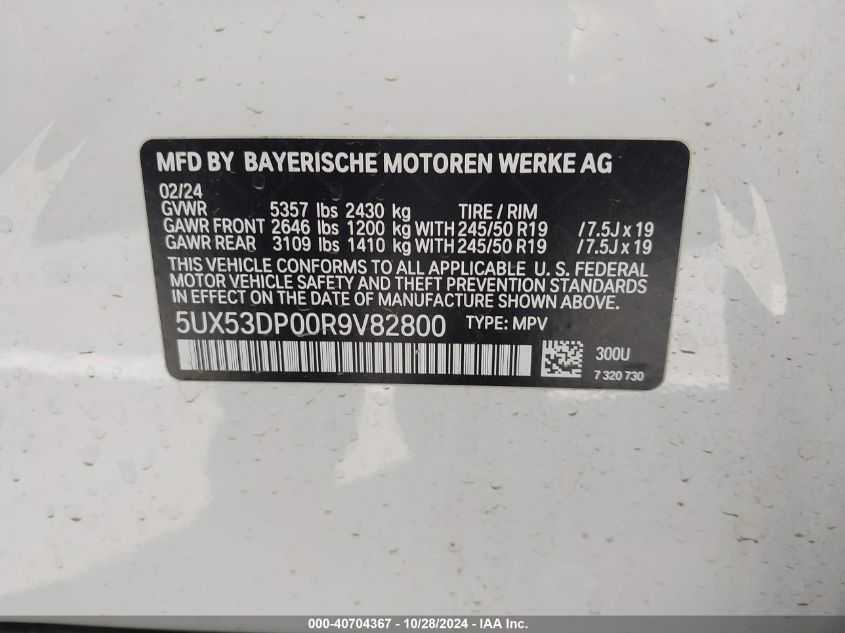 MFD BY BAYERISCHE MOTOREN WERKE AG
02/24
GVWR 5357 lbs 2430 kg TIRE / RIM
GAWR FRONT 2646 lbs 1200 kg WITH 245/50 R19 / 7.5J x 19
GAWR REAR 3109 lbs 1410 kg WITH 245/50 R19 / 7.5J x 19
THIS VEHICLE CONFORMS TO ALL APPLICABLE U. S. FEDERAL
MOTOR VEHICLE SAFETY AND THEFT PREVENTION STANDARDS
IN EFFECT ON THE DATE OF MANUFACTURE SHOWN ABOVE.
5UX53DP00R9V82800 TYPE: MPV
300U
7 320 730
000-40704367 - 10/28/2024 - IAA Inc.